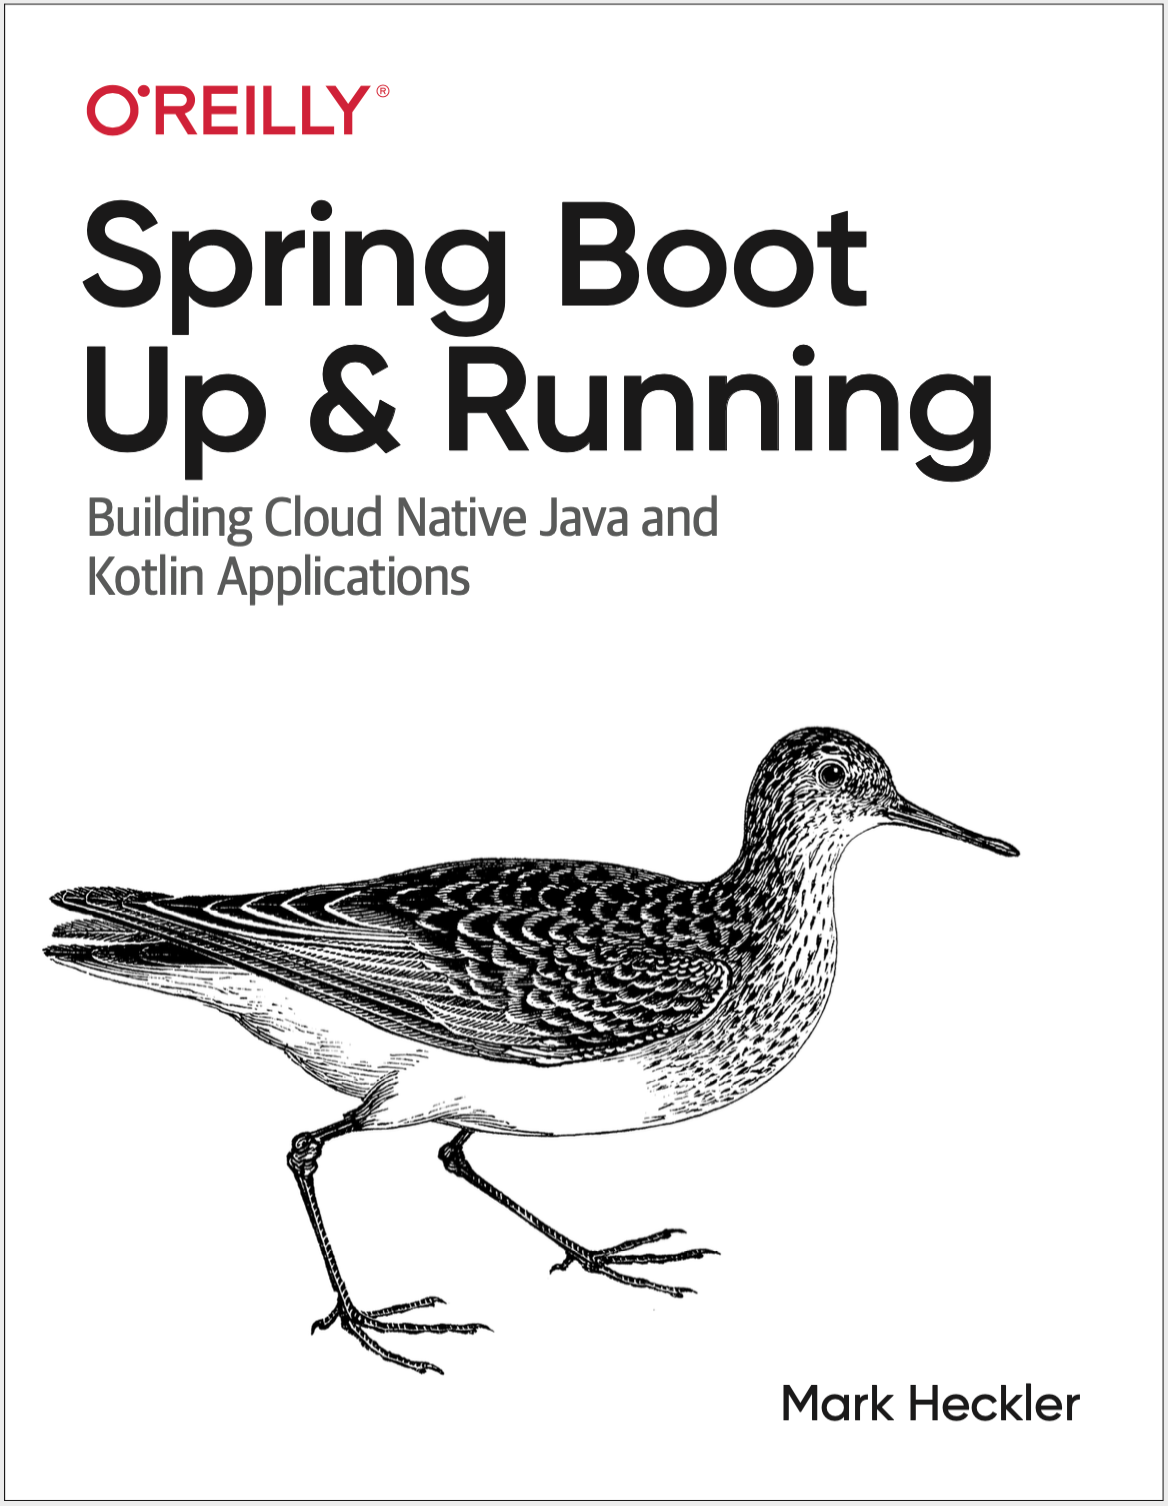 O'REILLY®
Spring Boot
Up & Running
Building Cloud Native Java and
Kotlin Applications
Mark Heckler